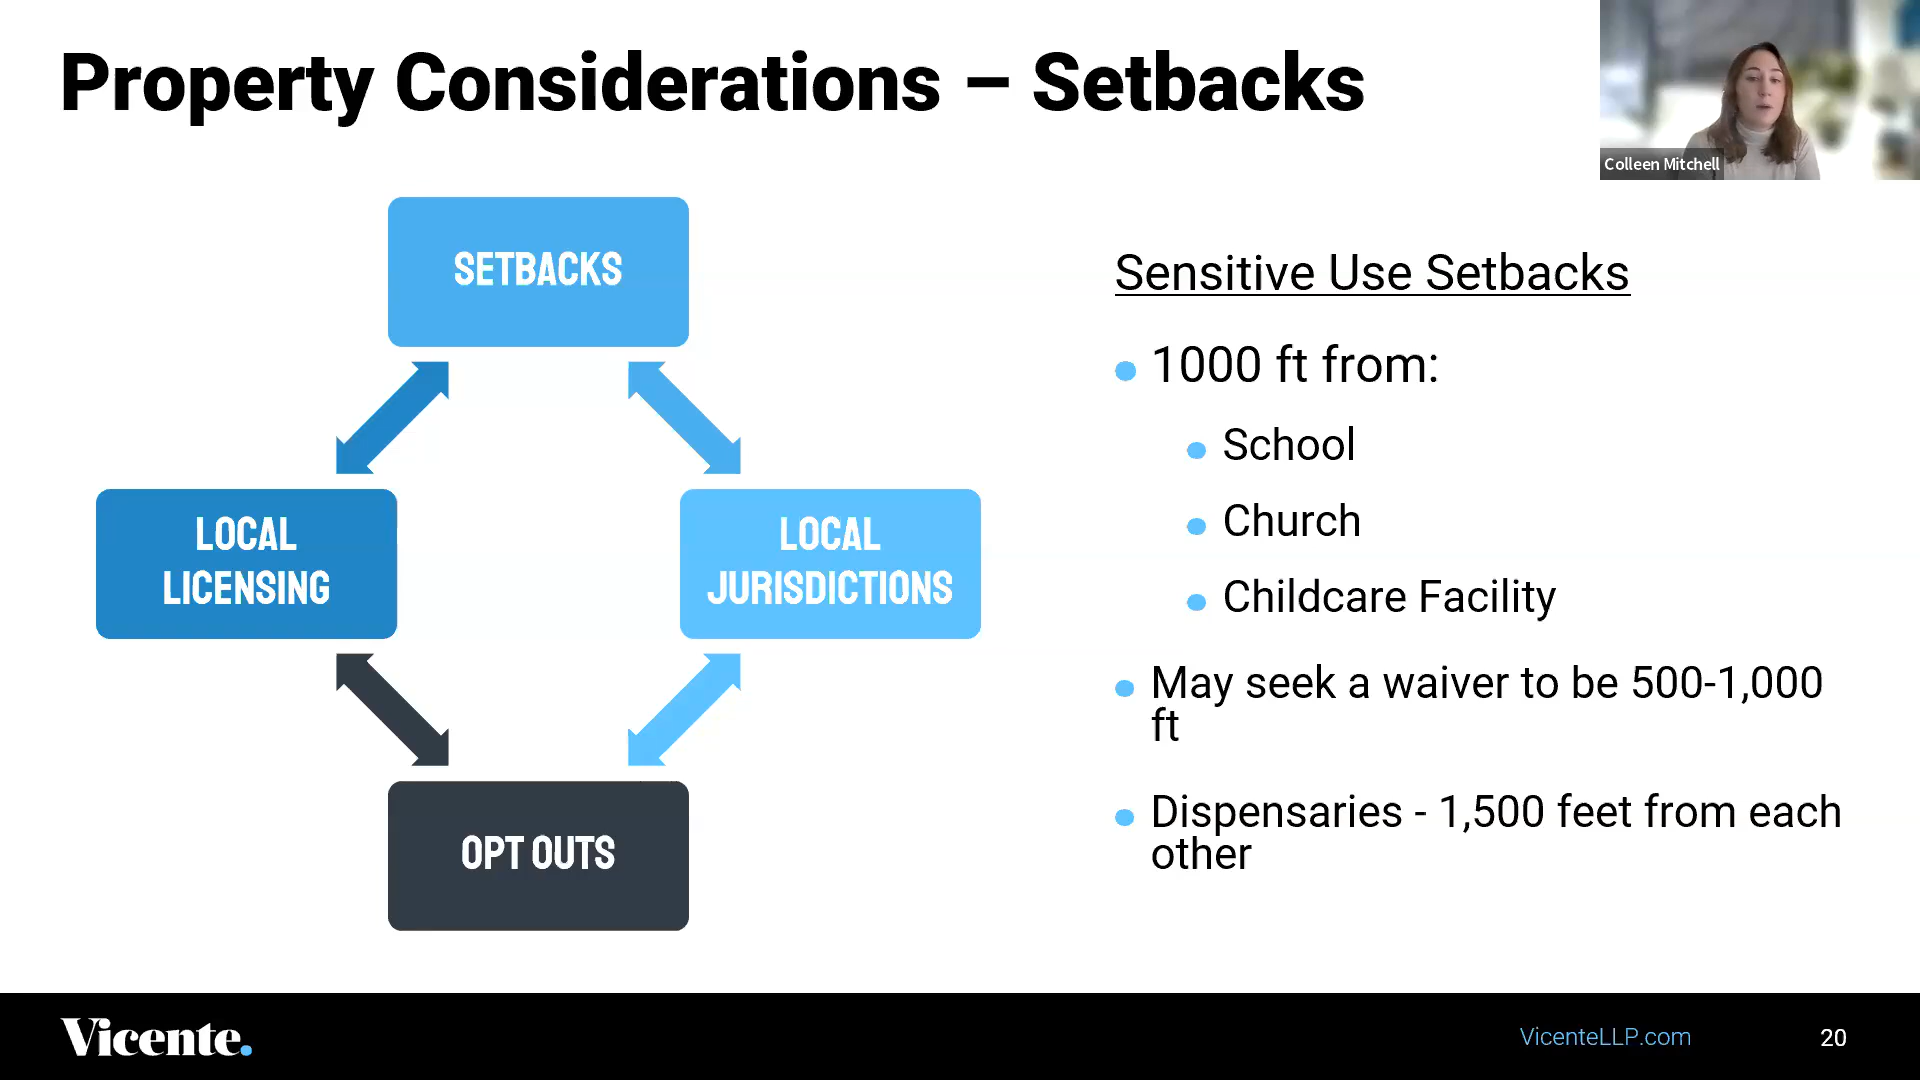 Property Considerations – Setbacks
Colleen Mitchell
SETBACKS
LOCAL
LICENSING
LOCAL
JURISDICTIONS
OPT OUTS
Sensitive Use Setbacks
1000 ft from:
School
Church
Childcare Facility
May seek a waiver to be 500-1,000
ft
Dispensaries - 1,500 feet from each
other
Vicente.
VicenteLLP.com
20